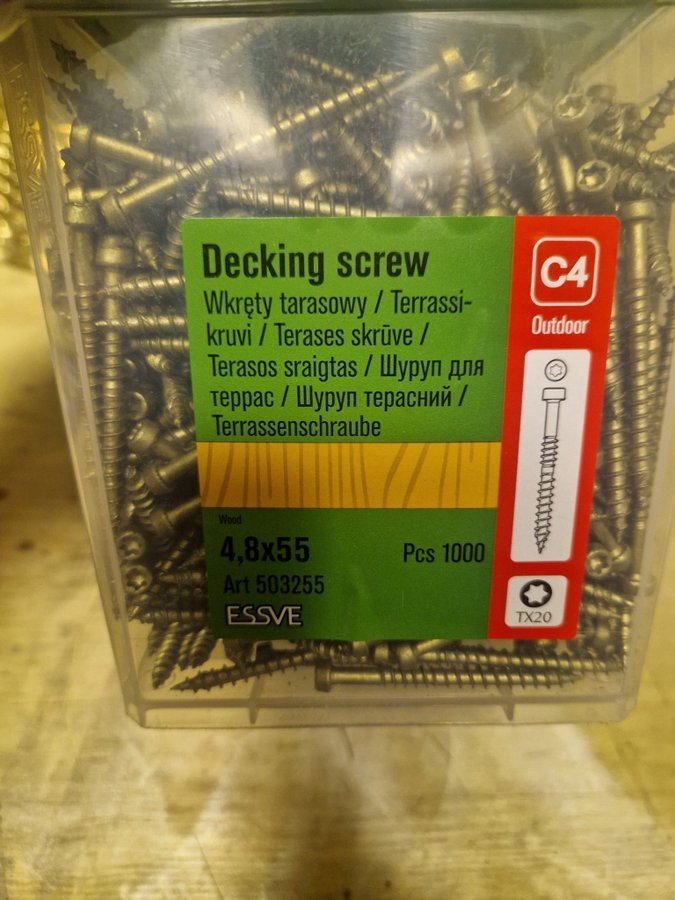 Decking screw
Wkręty tarasowy / Terrassi-
kruvi / Terases skrūve /
Terasos sraigtas / Шуруп для
террас / Шуруп терасний /
Terrassenschraube
Wood
4,8x55
Pcs 1000
Art 503255
ESSVE
C4
Outdoor
TX20